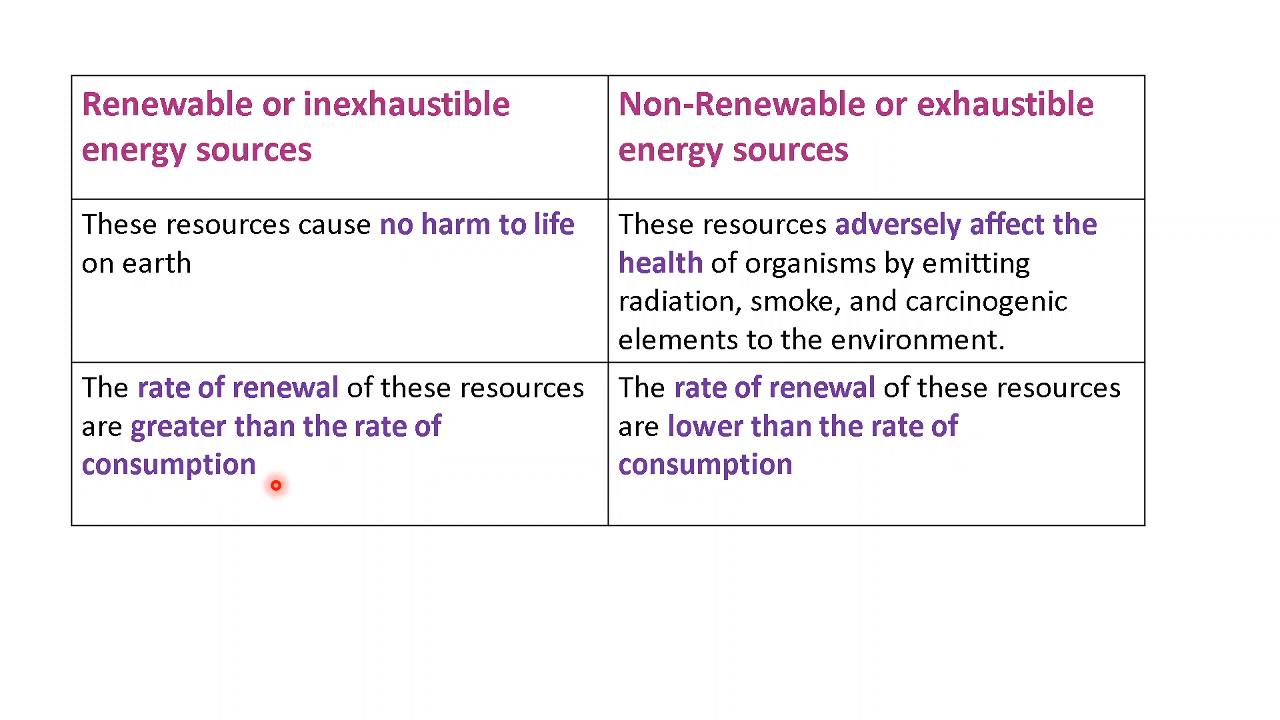 Renewable or inexhaustible
energy sources
Non-Renewable or exhaustible
energy sources
These resources cause no harm to life
on earth
These resources adversely affect the
health of organisms by emitting
radiation, smoke, and carcinogenic
elements to the environment.
The rate of renewal of these resources
are greater than the rate of
consumption
The rate of renewal of these resources
are lower than the rate of
consumption